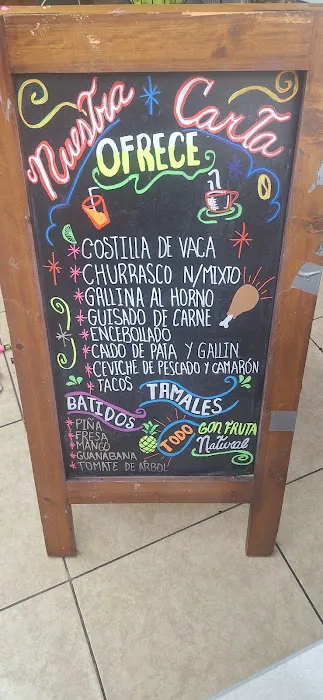 Nuestra Carta
OFRECE
COSTILLA DE VACA
CHURRASCO N/MIXTO
GALLINA AL HORNO
GUISADO DE CARNE
ENCEBOLLADO
CALDO DE PATA Y GALLIN
CEVICHE DE PESCADO Y CAMARÓN
TACOS
TAMALES
BATIDOS
PIÑA
FRESA
MANGO
GUANABANA
TOMATE DE ARBOL
TODO
CON FRUTA
Natural